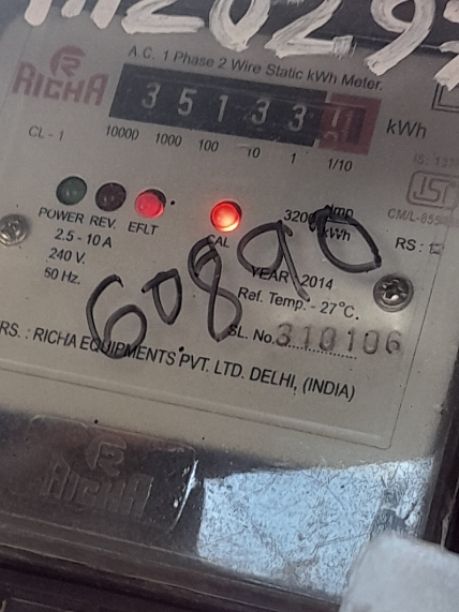 A.C. 1 Phase 2 Wire Static kWh Meter.
RICHA
35133
kWh
CL - 1
10000 1000 100 10 1 1/10
POWER REV. EFLT
CAL
3200
kWh
RS :
2.5 - 10 A
240 V.
50 Hz.
60890
YEAR 2014
Ref. Temp. - 27°C.
SL. No. 310106
RS. : RICHA EQUIPMENTS PVT. LTD. DELHI, (INDIA)
RICHA